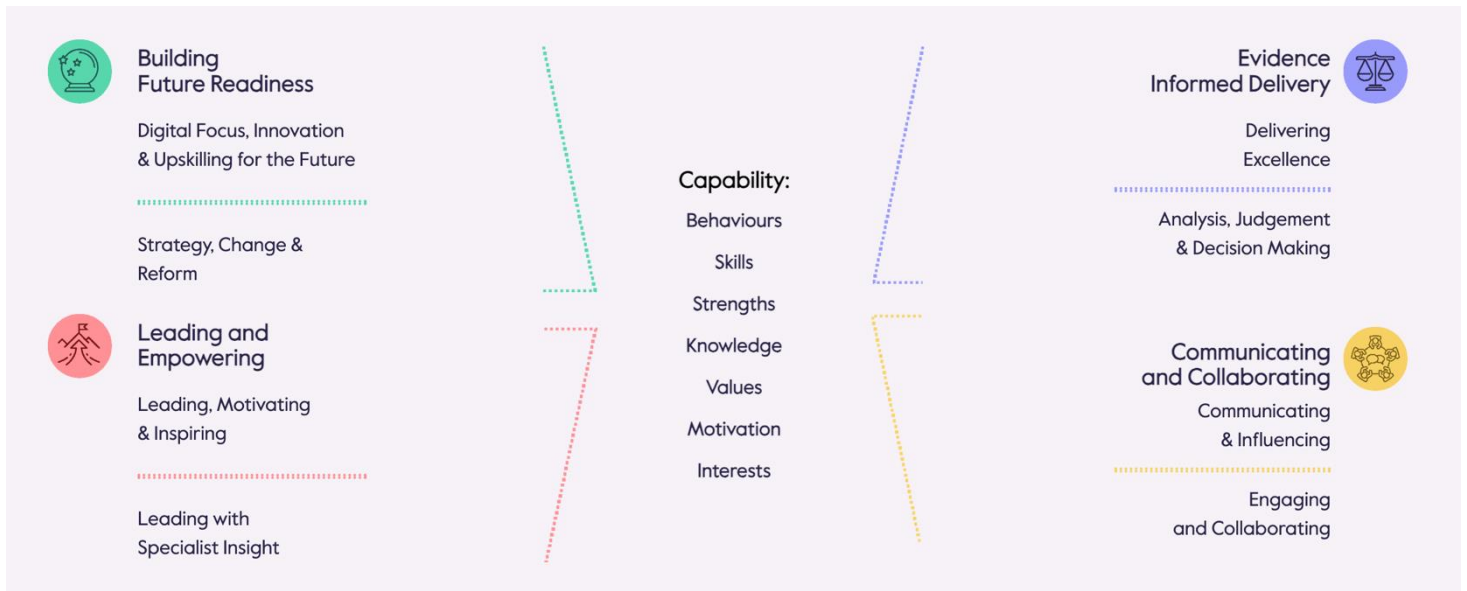 Building
Future Readiness
Digital Focus, Innovation
& Upskilling for the Future
Strategy, Change &
Reform
Leading and
Empowering
Leading, Motivating
& Inspiring
Leading with
Specialist Insight
Capability:
Behaviours
Skills
Strengths
Knowledge
Values
Motivation
Interests
Evidence
Informed Delivery
Delivering
Excellence
Analysis, Judgement
& Decision Making
Communicating
and Collaborating
Communicating
& Influencing
Engaging
and Collaborating